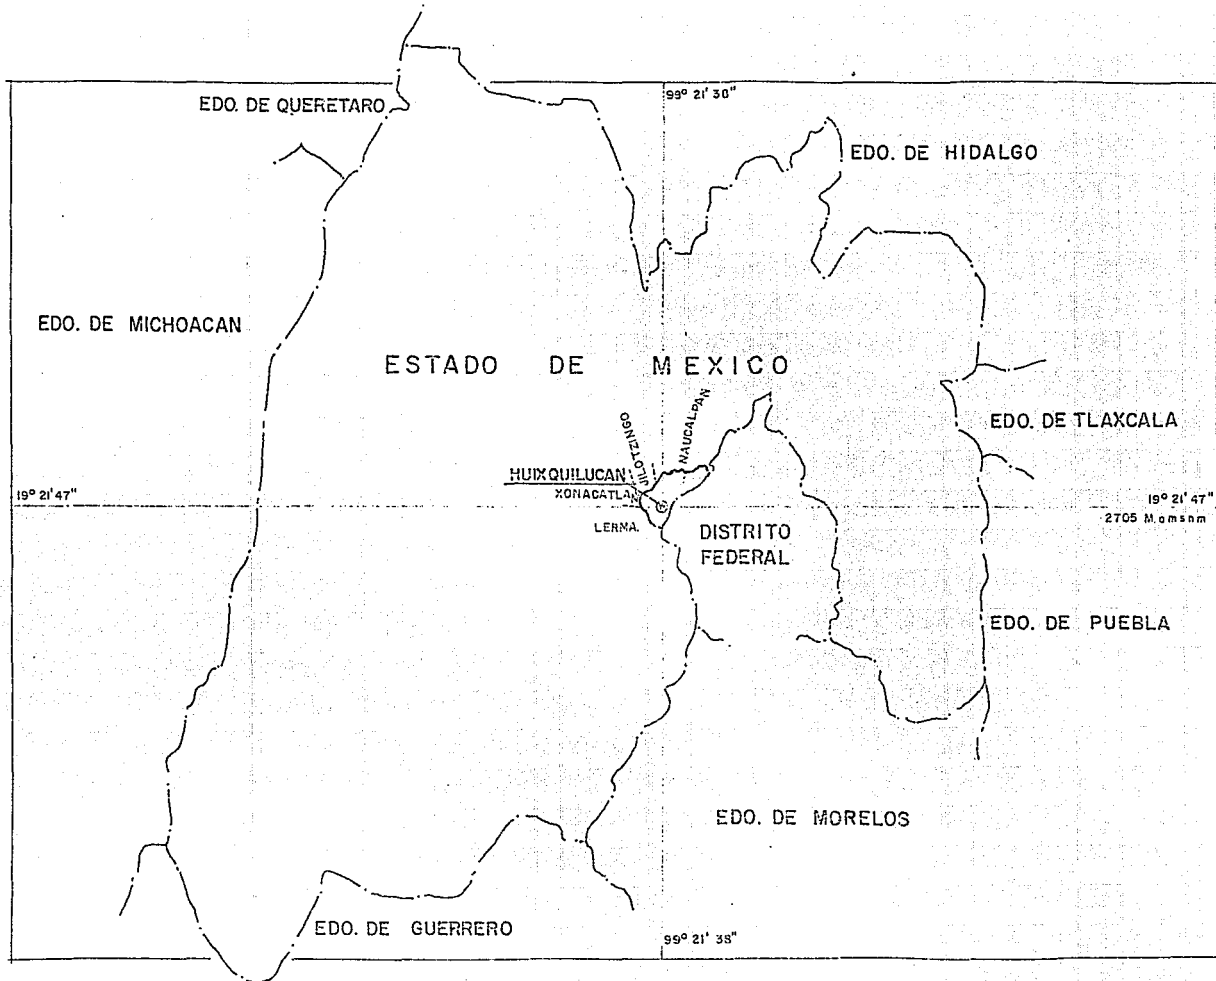 99° 21' 38"
EDO. DE QUERETARO
EDO. DE HIDALGO
EDO. DE MICHOACAN
ESTADO DE MEXICO
NAUCALPAN
JILOTZINGO
EDO. DE TLAXCALA
HUIXQUILUCAN
XONACATLAN
19° 21' 47"
19° 21' 47"
2705 M.amsnm
LERMA.
DISTRITO
FEDERAL
EDO. DE PUEBLA
EDO. DE MORELOS
EDO. DE GUERRERO
99° 21' 38"